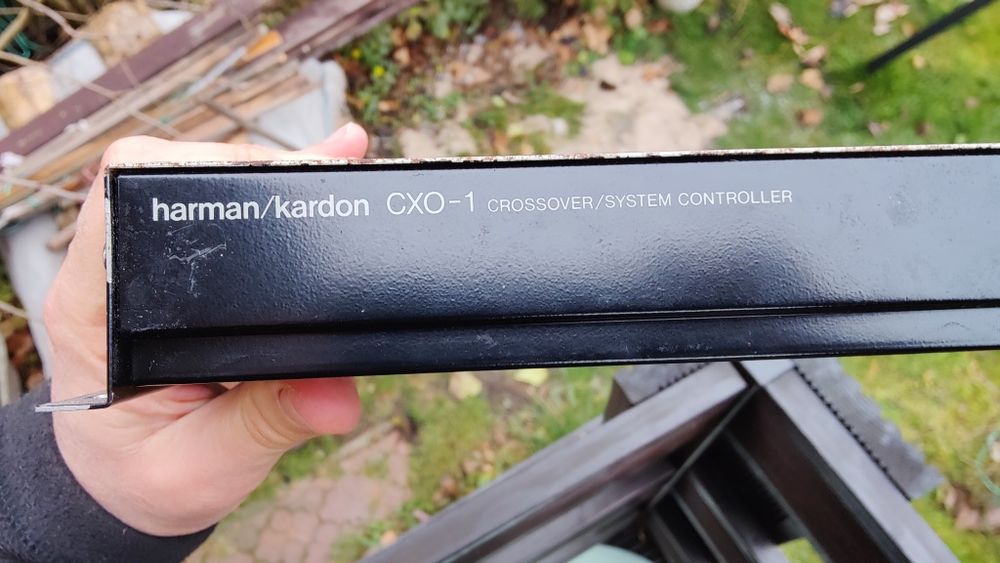 harman/kardon CXO-1 CROSSOVER/SYSTEM CONTROLLER